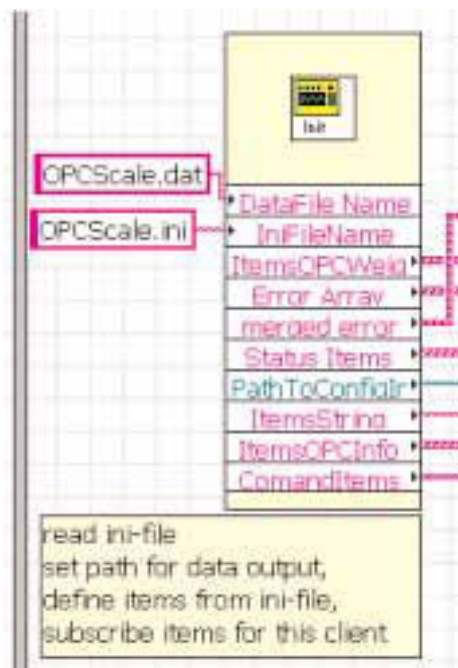 Init
OPCScale.dat
DataFile Name
OPCScale.ini
IniFileName
ItemsOPCWeig
Error Array
merged error
Status Items
PathToConfigIr
ItemsString
ItemsOPCInfo
ComandItems
read ini-file
set path for data output,
define items from ini-file,
subscribe items for this client